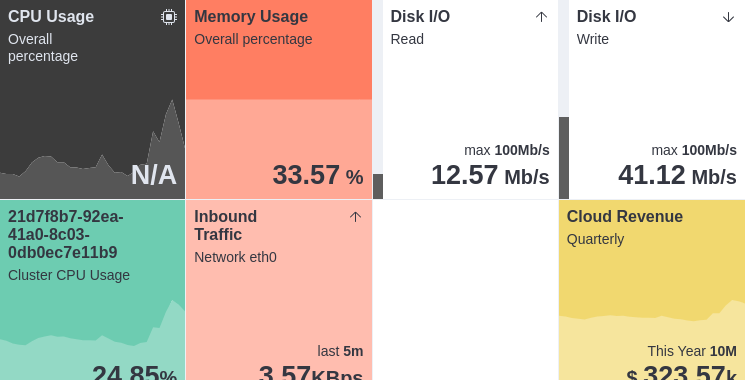 CPU Usage
Overall
percentage
N/A
Memory Usage
Overall percentage
33.57 %
Disk I/O
Read
max 100Mb/s
12.57 Mb/s
Disk I/O
Write
max 100Mb/s
41.12 Mb/s
21d7f8b7-92ea-
41a0-8c03-
0db0ec7e11b9
Cluster CPU Usage
24.85%
Inbound
Traffic
Network eth0
last 5m
3.57KBps
Cloud Revenue
Quarterly
This Year 10M
$ 323.57k